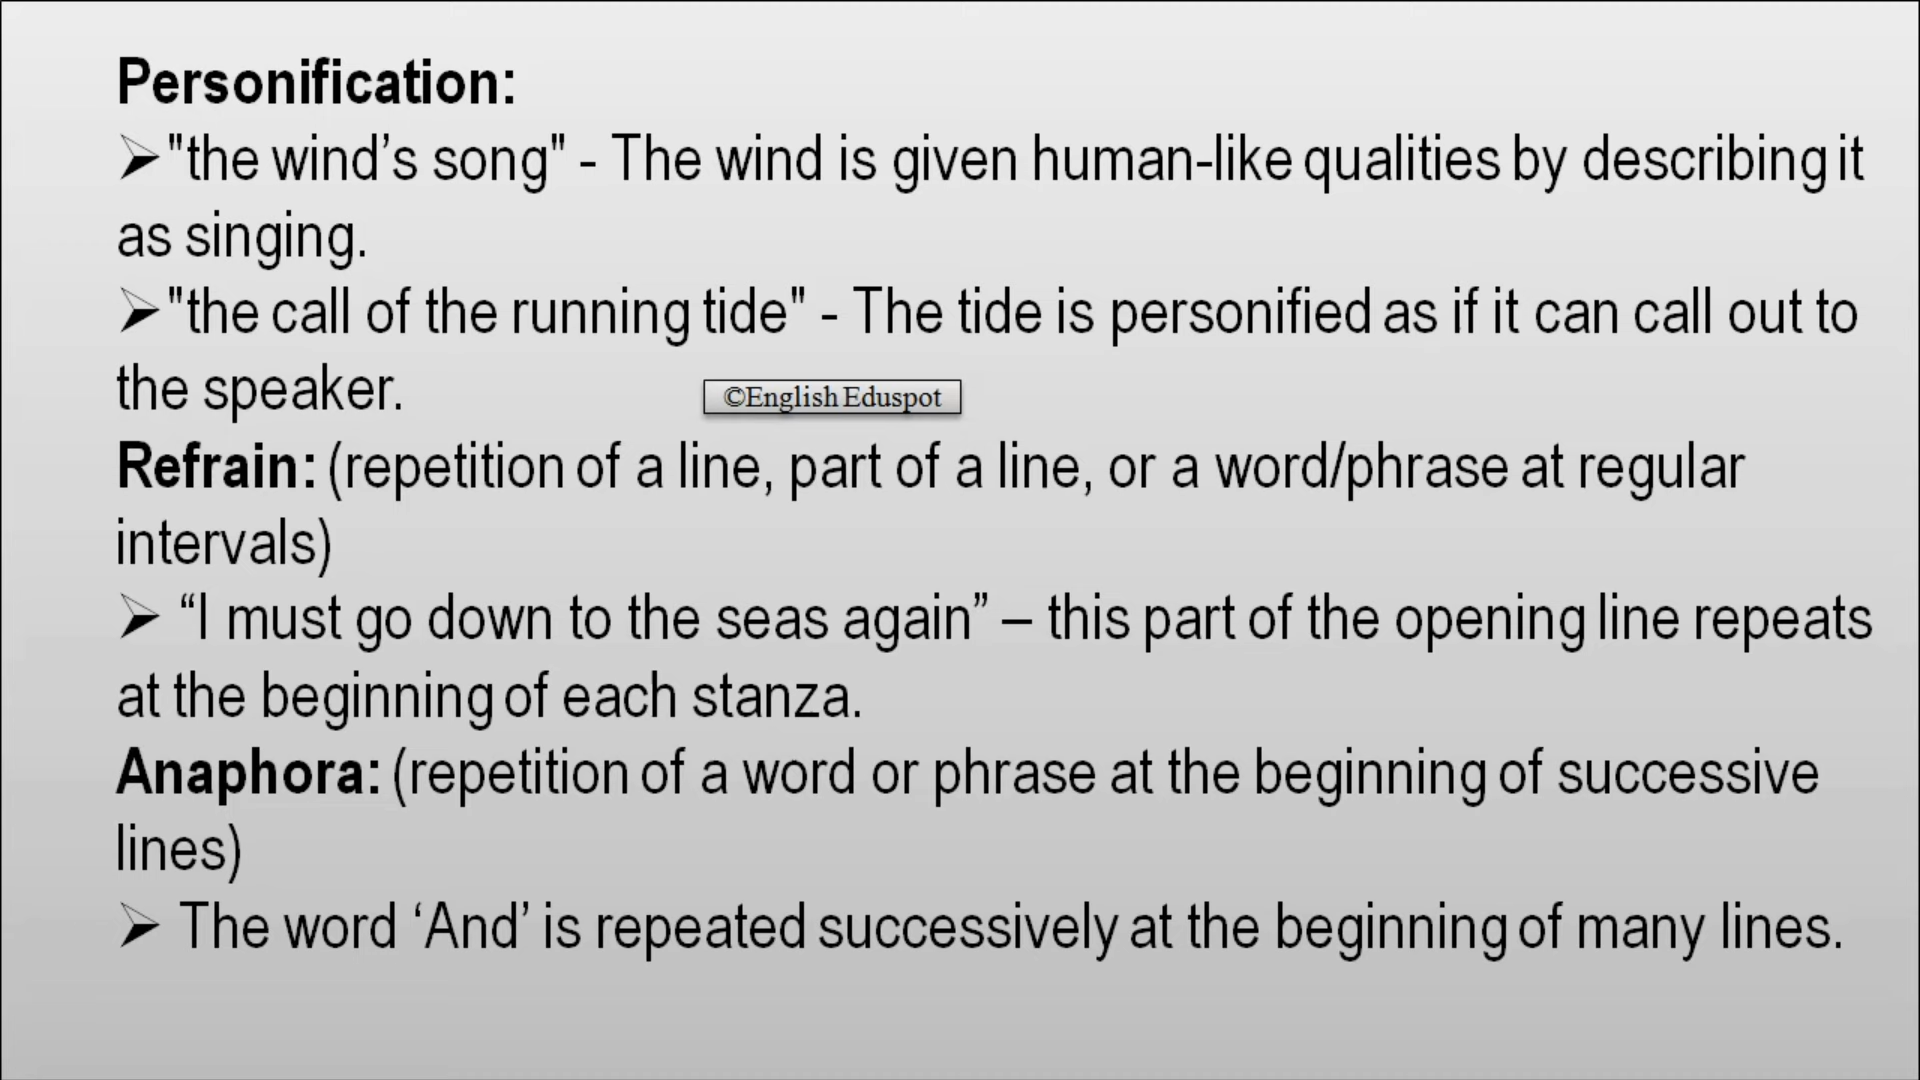 Personification:
➢"the wind’s song" - The wind is given human-like qualities by describing it
as singing.
➢"the call of the running tide" - The tide is personified as if it can call out to
the speaker.
©English Eduspot
Refrain: (repetition of a line, part of a line, or a word/phrase at regular
intervals)
➢ “I must go down to the seas again” – this part of the opening line repeats
at the beginning of each stanza.
Anaphora: (repetition of a word or phrase at the beginning of successive
lines)
➢ The word ‘And’ is repeated successively at the beginning of many lines.